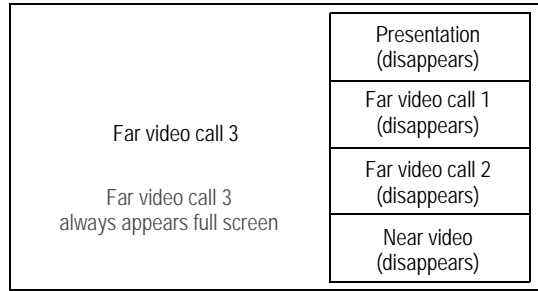 Far video call 3
Far video call 3
always appears full screen
Presentation
(disappears)
Far video call 1
(disappears)
Far video call 2
(disappears)
Near video
(disappears)